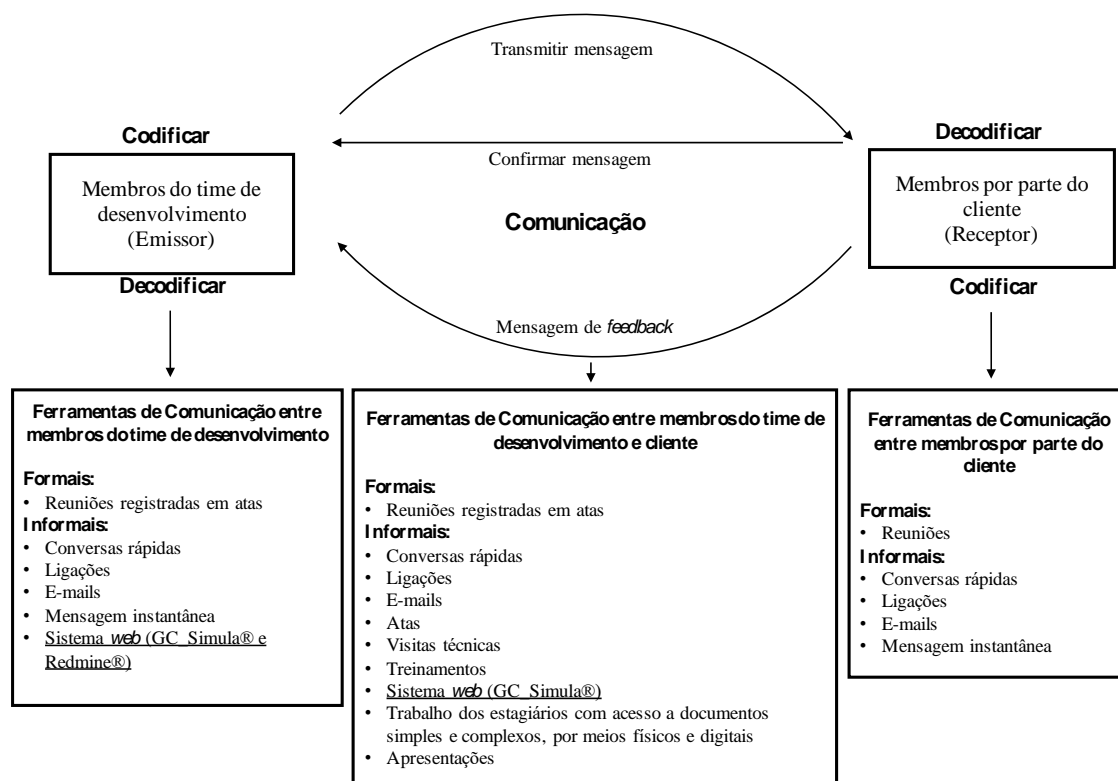 Transmitir mensagem
Codificar
Decodificar
Confirmar mensagem
Membros do time de
desenvolvimento
(Emissor)
Membros por parte do
cliente
(Receptor)
Comunicação
Decodificar
Codificar
Mensagem de feedback
Ferramentas de Comunicação entre
membros do time de desenvolvimento
Formais:
• Reuniões registradas em atas
Informais:
• Conversas rápidas
• Ligações
• E-mails
• Mensagem instantânea
• Sistema web (GC_Simula® e
Redmine®)
Ferramentas de Comunicação entre membros do time de
desenvolvimento e cliente
Formais:
• Reuniões registradas em atas
Informais:
• Conversas rápidas
• Ligações
• E-mails
• Atas
• Visitas técnicas
• Treinamentos
• Sistema web (GC_Simula®)
• Trabalho dos estagiários com acesso a documentos
simples e complexos, por meios físicos e digitais
• Apresentações
Ferramentas de Comunicação
entre membros por parte do
cliente
Formais:
• Reuniões
Informais:
• Conversas rápidas
• Ligações
• E-mails
• Mensagem instantânea